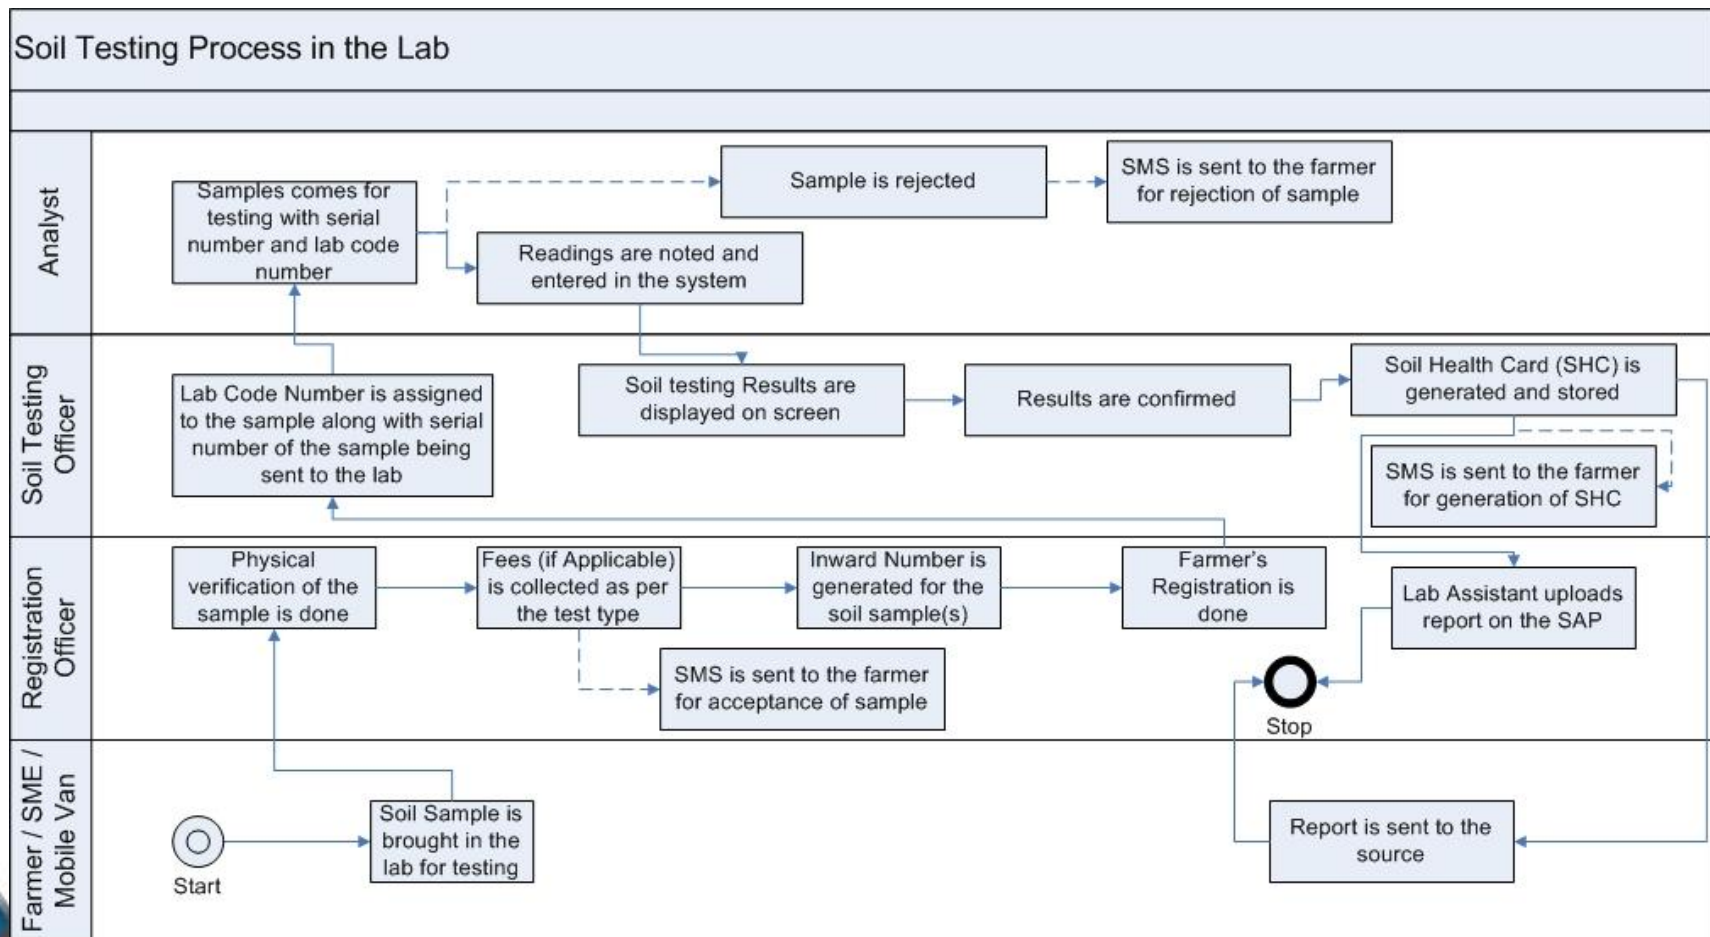 Soil Testing Process in the Lab
Analyst
Samples comes for
testing with serial
number and lab code
number
Sample is rejected
SMS is sent to the farmer
for rejection of sample
Readings are noted and
entered in the system
Soil Testing
Officer
Lab Code Number is assigned
to the sample along with serial
number of the sample being
sent to the lab
Soil testing Results are
displayed on screen
Results are confirmed
Soil Health Card (SHC) is
generated and stored
SMS is sent to the farmer
for generation of SHC
Registration
Officer
Physical
verification of the
sample is done
Fees (if Applicable)
is collected as per
the test type
Inward Number is
generated for the
soil sample(s)
Farmer's
Registration is
done
Lab Assistant uploads
report on the SAP
SMS is sent to the farmer
for acceptance of sample
Stop
Farmer / SME /
Mobile Van
Start
Soil Sample is
brought in the
lab for testing
Report is sent to the
source